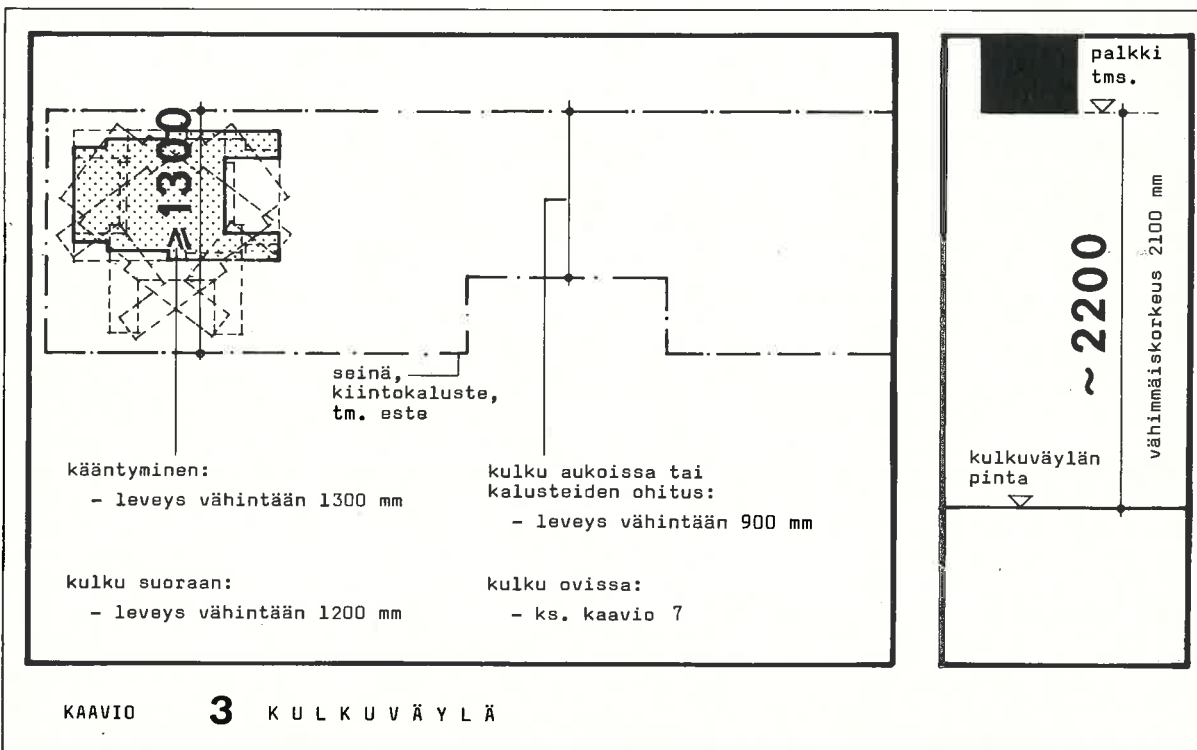 ≥ 1300
seinä,
kiintokaluste,
tm. este
kääntyminen:
- leveys vähintään 1300 mm
kulku suoraan:
- leveys vähintään 1200 mm
kulku aukoissa tai
kalusteiden ohitus:
- leveys vähintään 900 mm
kulku ovissa:
- ks. kaavio 7
palkki
tms.
~ 2200
vähimmäiskorkeus 2100 mm
kulkuväylän
pinta
KAAVIO 3 KULKUVÄYLÄ